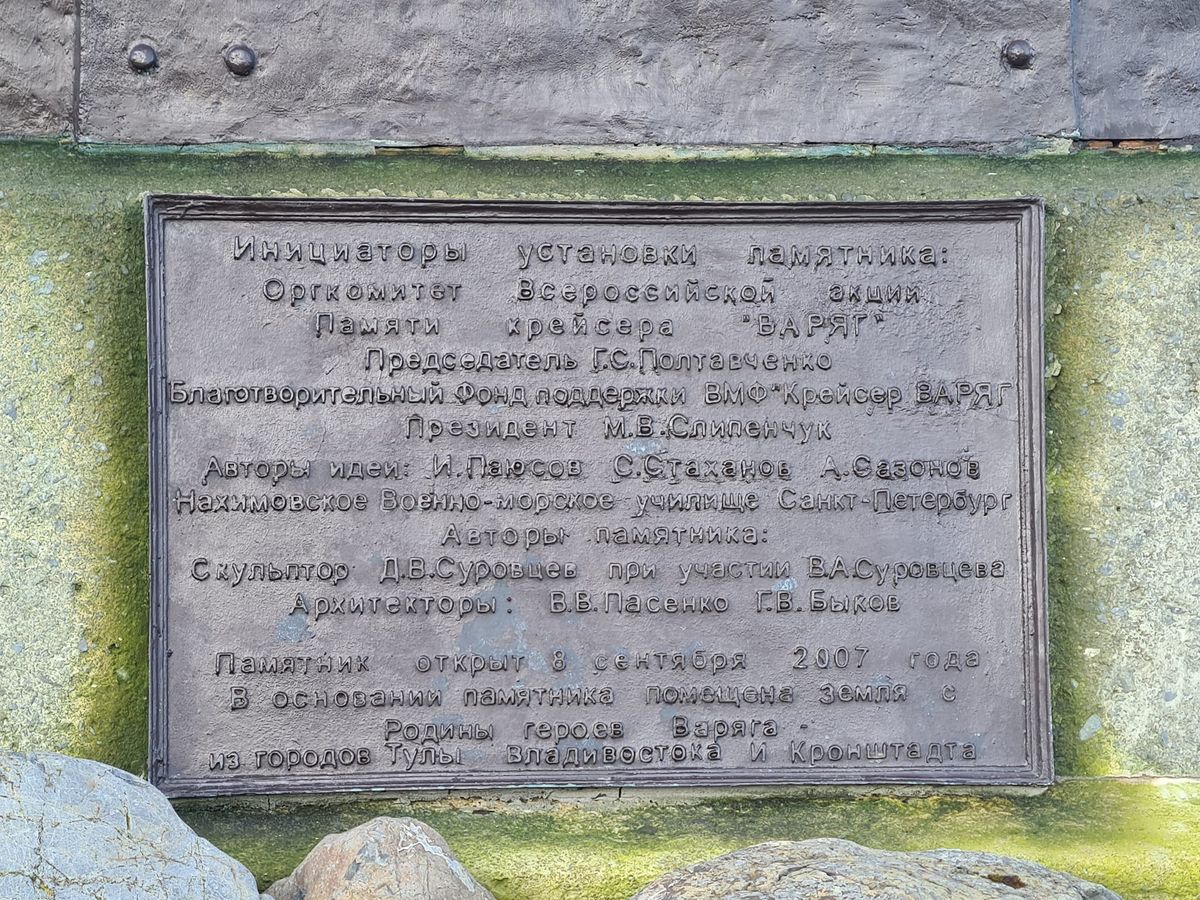 Инициаторы установки памятника:
Оргкомитет Всероссийской акции
Памяти крейсера "ВАРЯГ"
Председатель Г.С.Полтавченко
Благотворительный Фонд поддержки ВМФ"Крейсер ВАРЯГ
Президент М.В.Слипенчук
Авторы идеи: И.Паюсов С.Стаханов А.Сазонов
Нахимовское Военно-морское училище Санкт-Петербург
Авторы памятника:
Скульптор Д.В.Суровцев при участии В.А.Суровцева
Архитекторы: В.В.Пасенко Г.В.Быков
Памятник открыт 8 сентября 2007 года
В основании памятника помещена земля с
Родины героев Варяга -
из городов Тулы Владивостока и Кронштадта